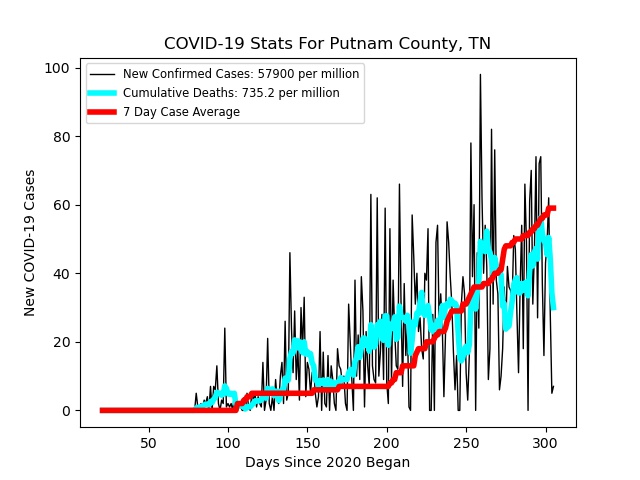 COVID-19 Stats For Putnam County, TN
New Confirmed Cases: 57900 per million
Cumulative Deaths: 735.2 per million
7 Day Case Average
New COVID-19 Cases
100
80
60
40
20
0
50 100 150 200 250 300
Days Since 2020 Began